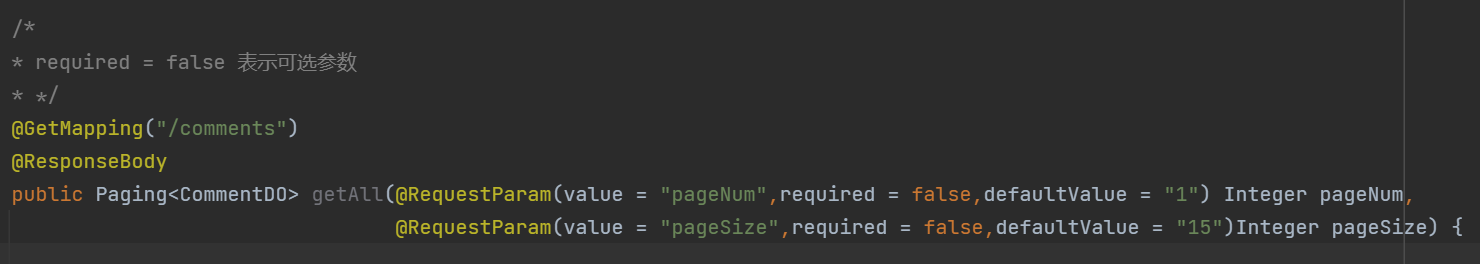 /*
* required = false 表示可选参数
* */
@GetMapping("/comments")
@ResponseBody
public Paging<CommentDO> getAll(@RequestParam(value = "pageNum",required = false,defaultValue = "1") Integer pageNum,
@RequestParam(value = "pageSize",required = false,defaultValue = "15")Integer pageSize) {